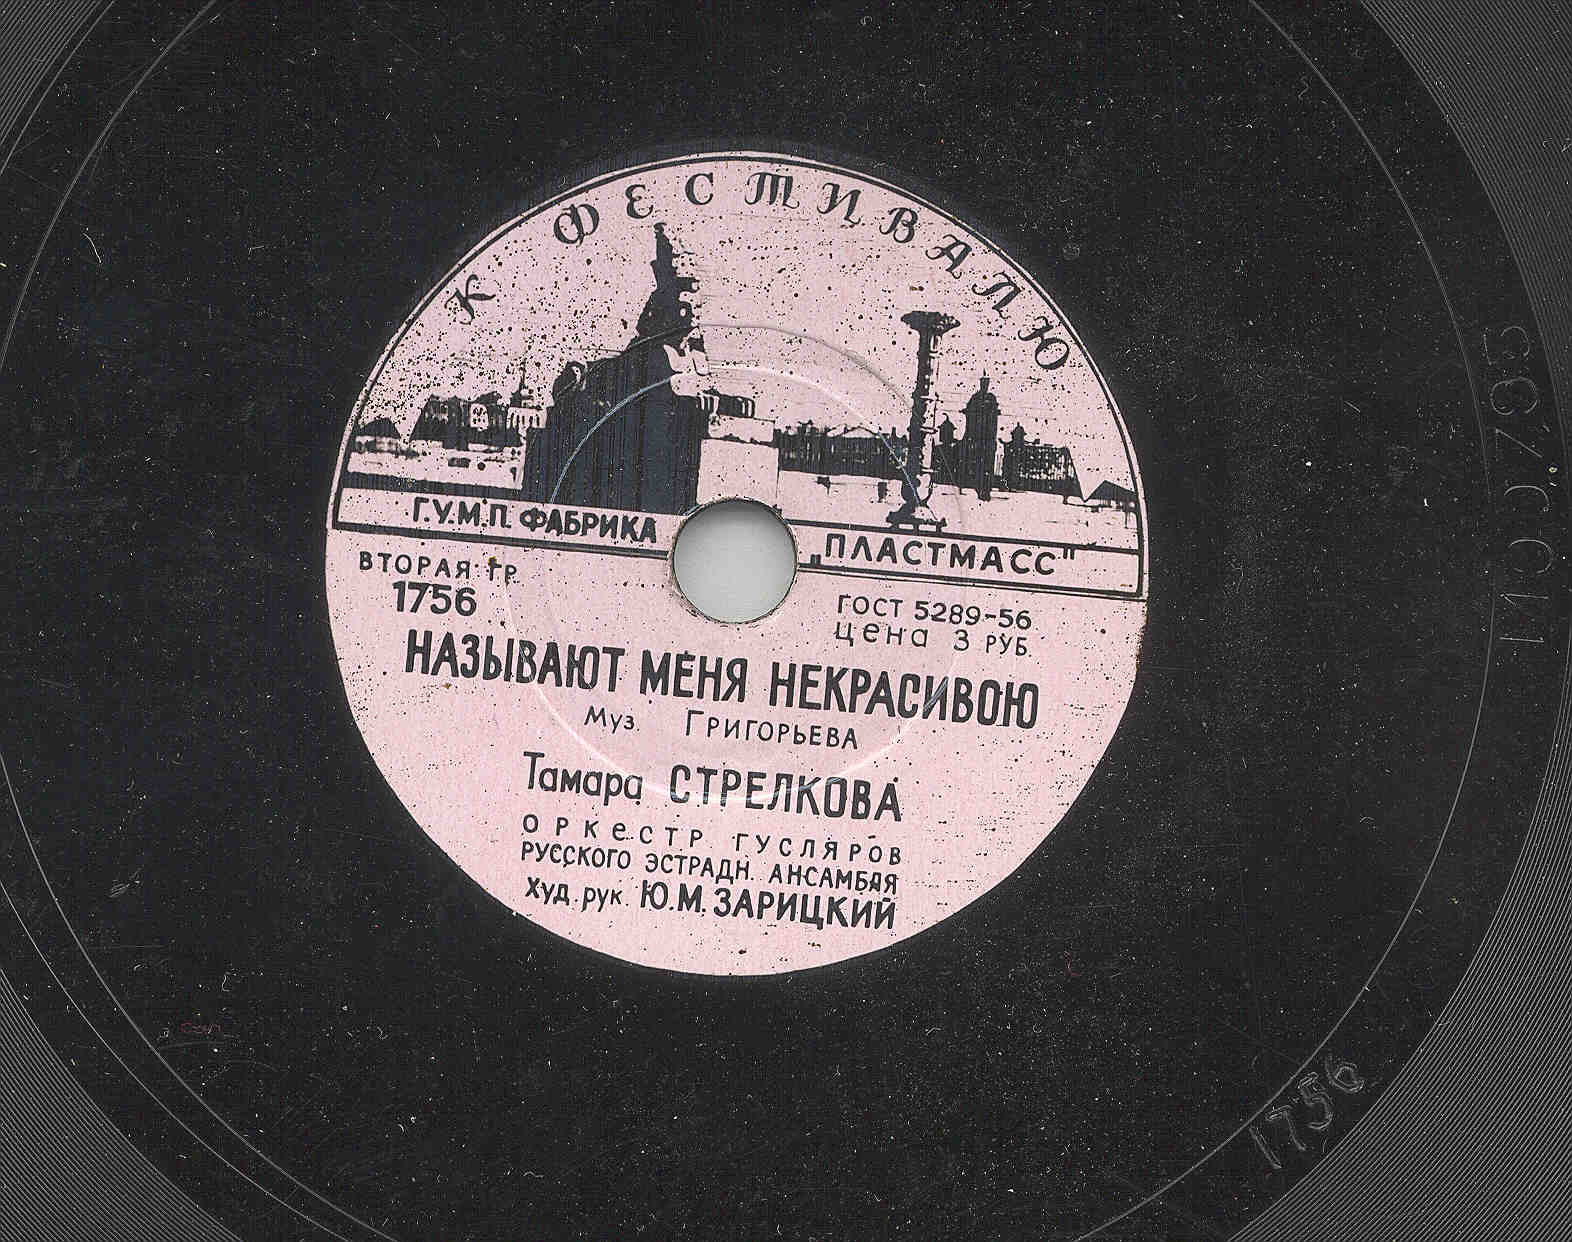 К ФЕСТИВАЛЮ
Г.У.М.П. ФАБРИКА „ПЛАСТМАСС"
ВТОРАЯ ГР.
1756
ГОСТ 5289-56
цена 3 РУБ.
НАЗЫВАЮТ МЕНЯ НЕКРАСИВОЮ
Муз. ГРИГОРЬЕВА
Тамара СТРЕЛКОВА
ОРКЕСТР ГУСЛЯРОВ
РУССКОГО ЭСТРАДН. АНСАМБЛЯ
Худ. рук. Ю.М. ЗАРИЦКИЙ
1756